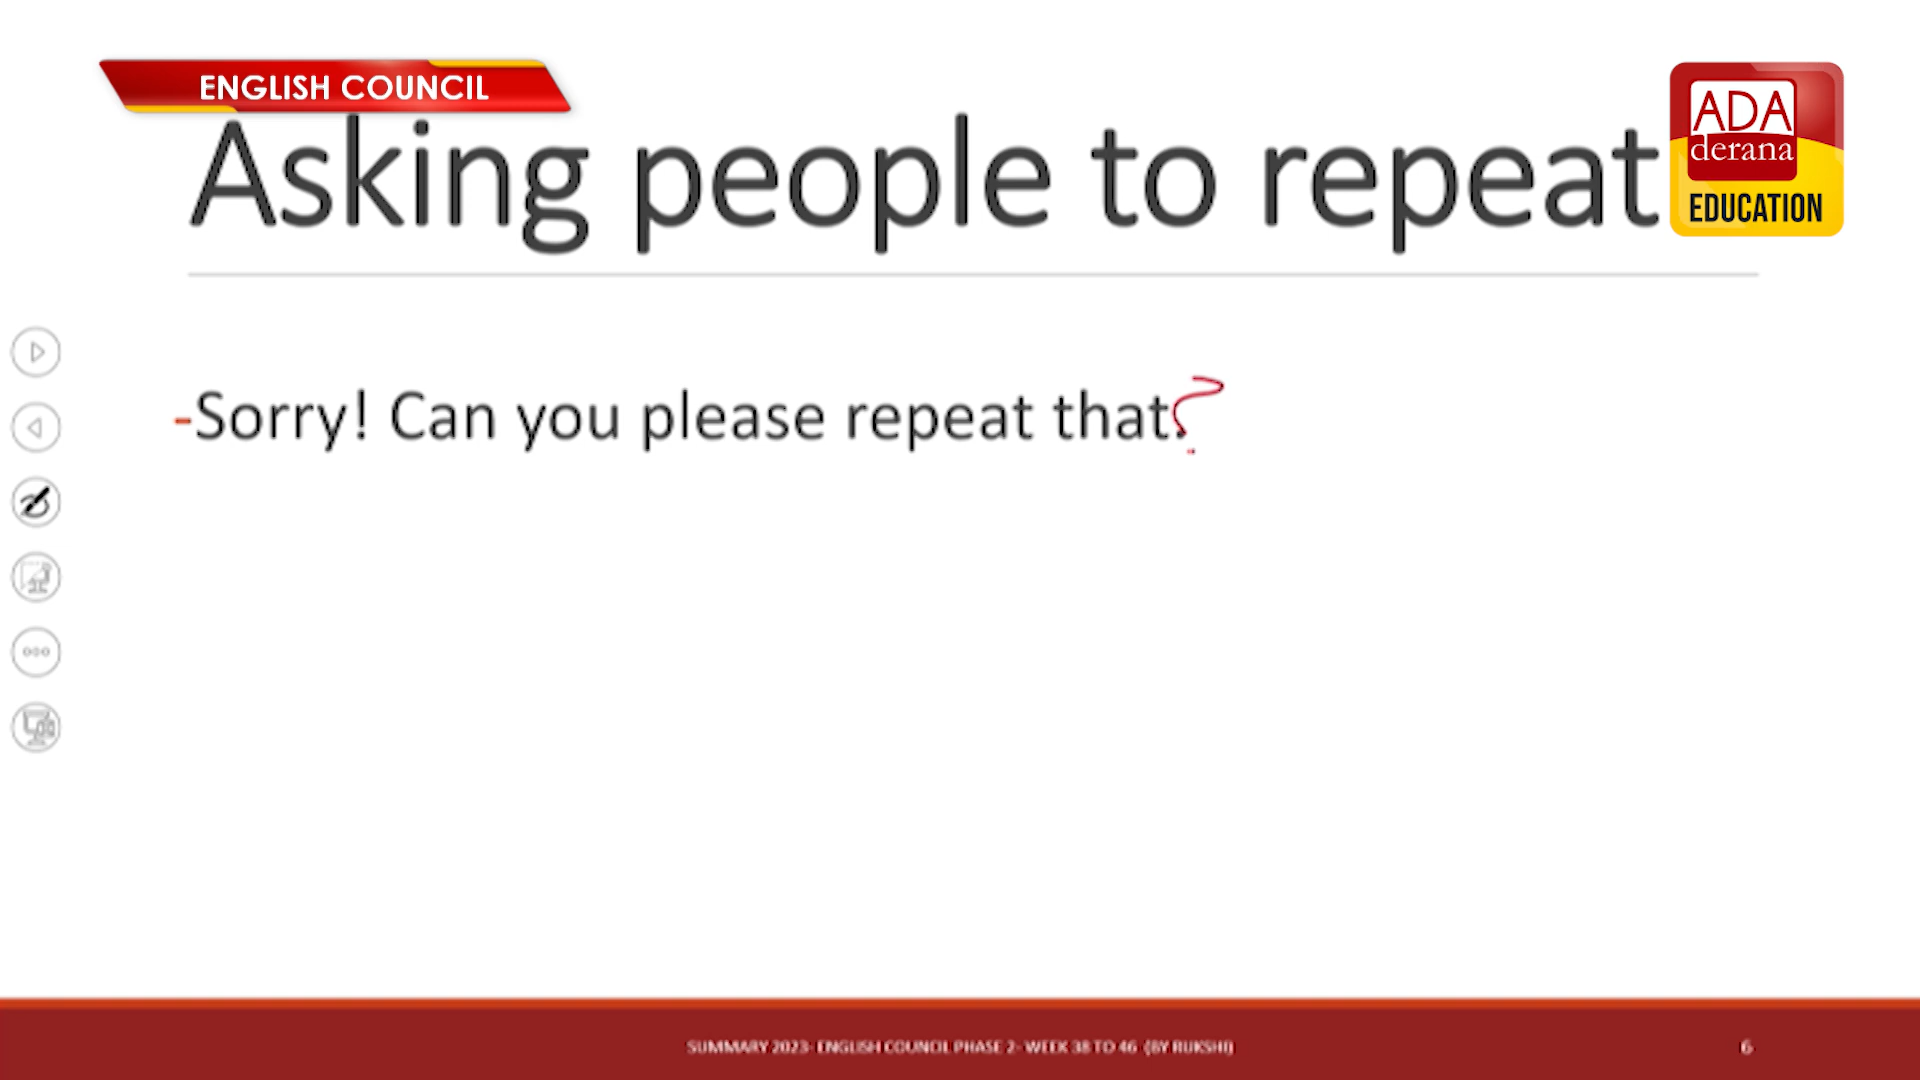 ENGLISH COUNCIL
Asking people to repeat
ADA
derana
EDUCATION
-Sorry! Can you please repeat that.?
SUMMARY 2023- ENGLISH COUNCIL PHASE 2- WEEK 38 TO 46 (BY RUKSHI)
6